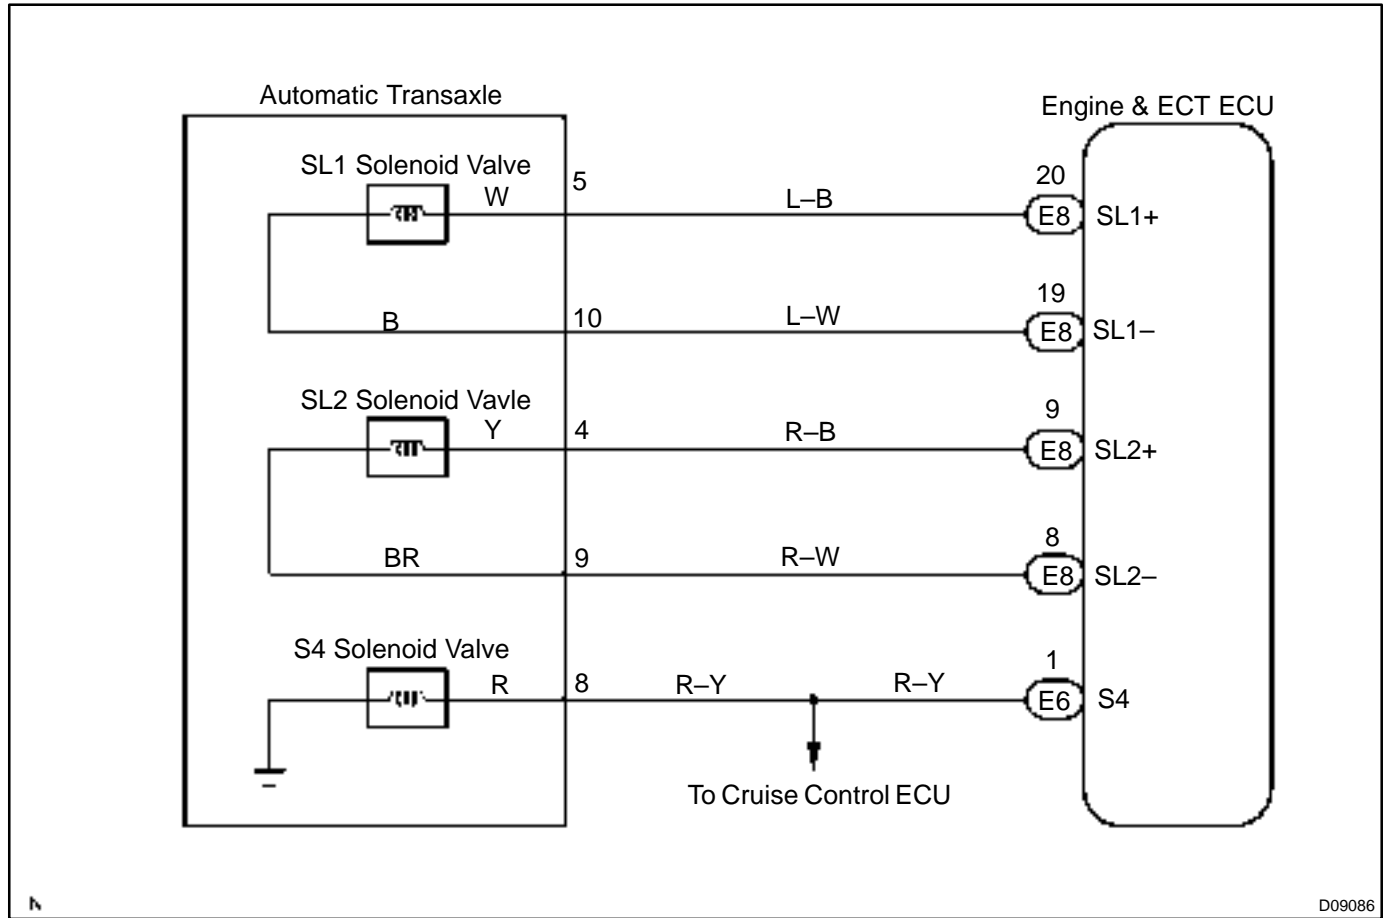 Automatic Transaxle
Engine & ECT ECU
SL1 Solenoid Valve
W
5
L–B
20
E8
SL1+
B
10
L–W
19
E8
SL1–
SL2 Solenoid Vavle
Y
4
R–B
9
E8
SL2+
BR
9
R–W
8
E8
SL2–
S4 Solenoid Valve
R
8
R–Y
R–Y
1
E6
S4
To Cruise Control ECU
D09086